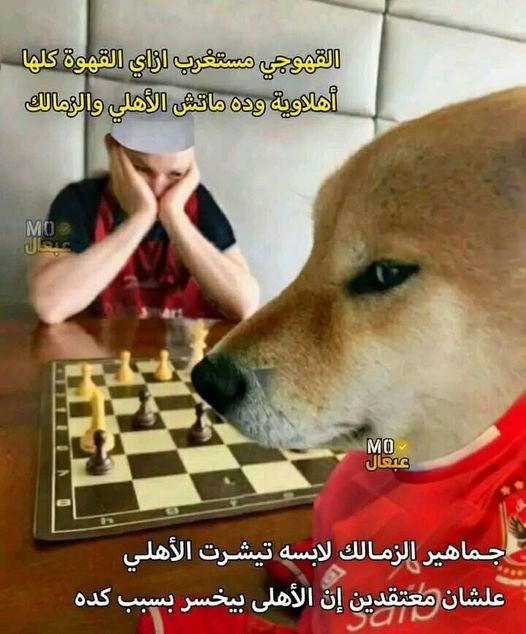 القهوجي مستغرب ازاي القهوة كلها
أهلاوية وده ماتش الأهلي والزمالك
MO
عبعال
MO
عبعال
جماهير الزمالك لابسه تيشرت الأهلي
علشان معتقدين إن الأهلى بيخسر بسبب كده